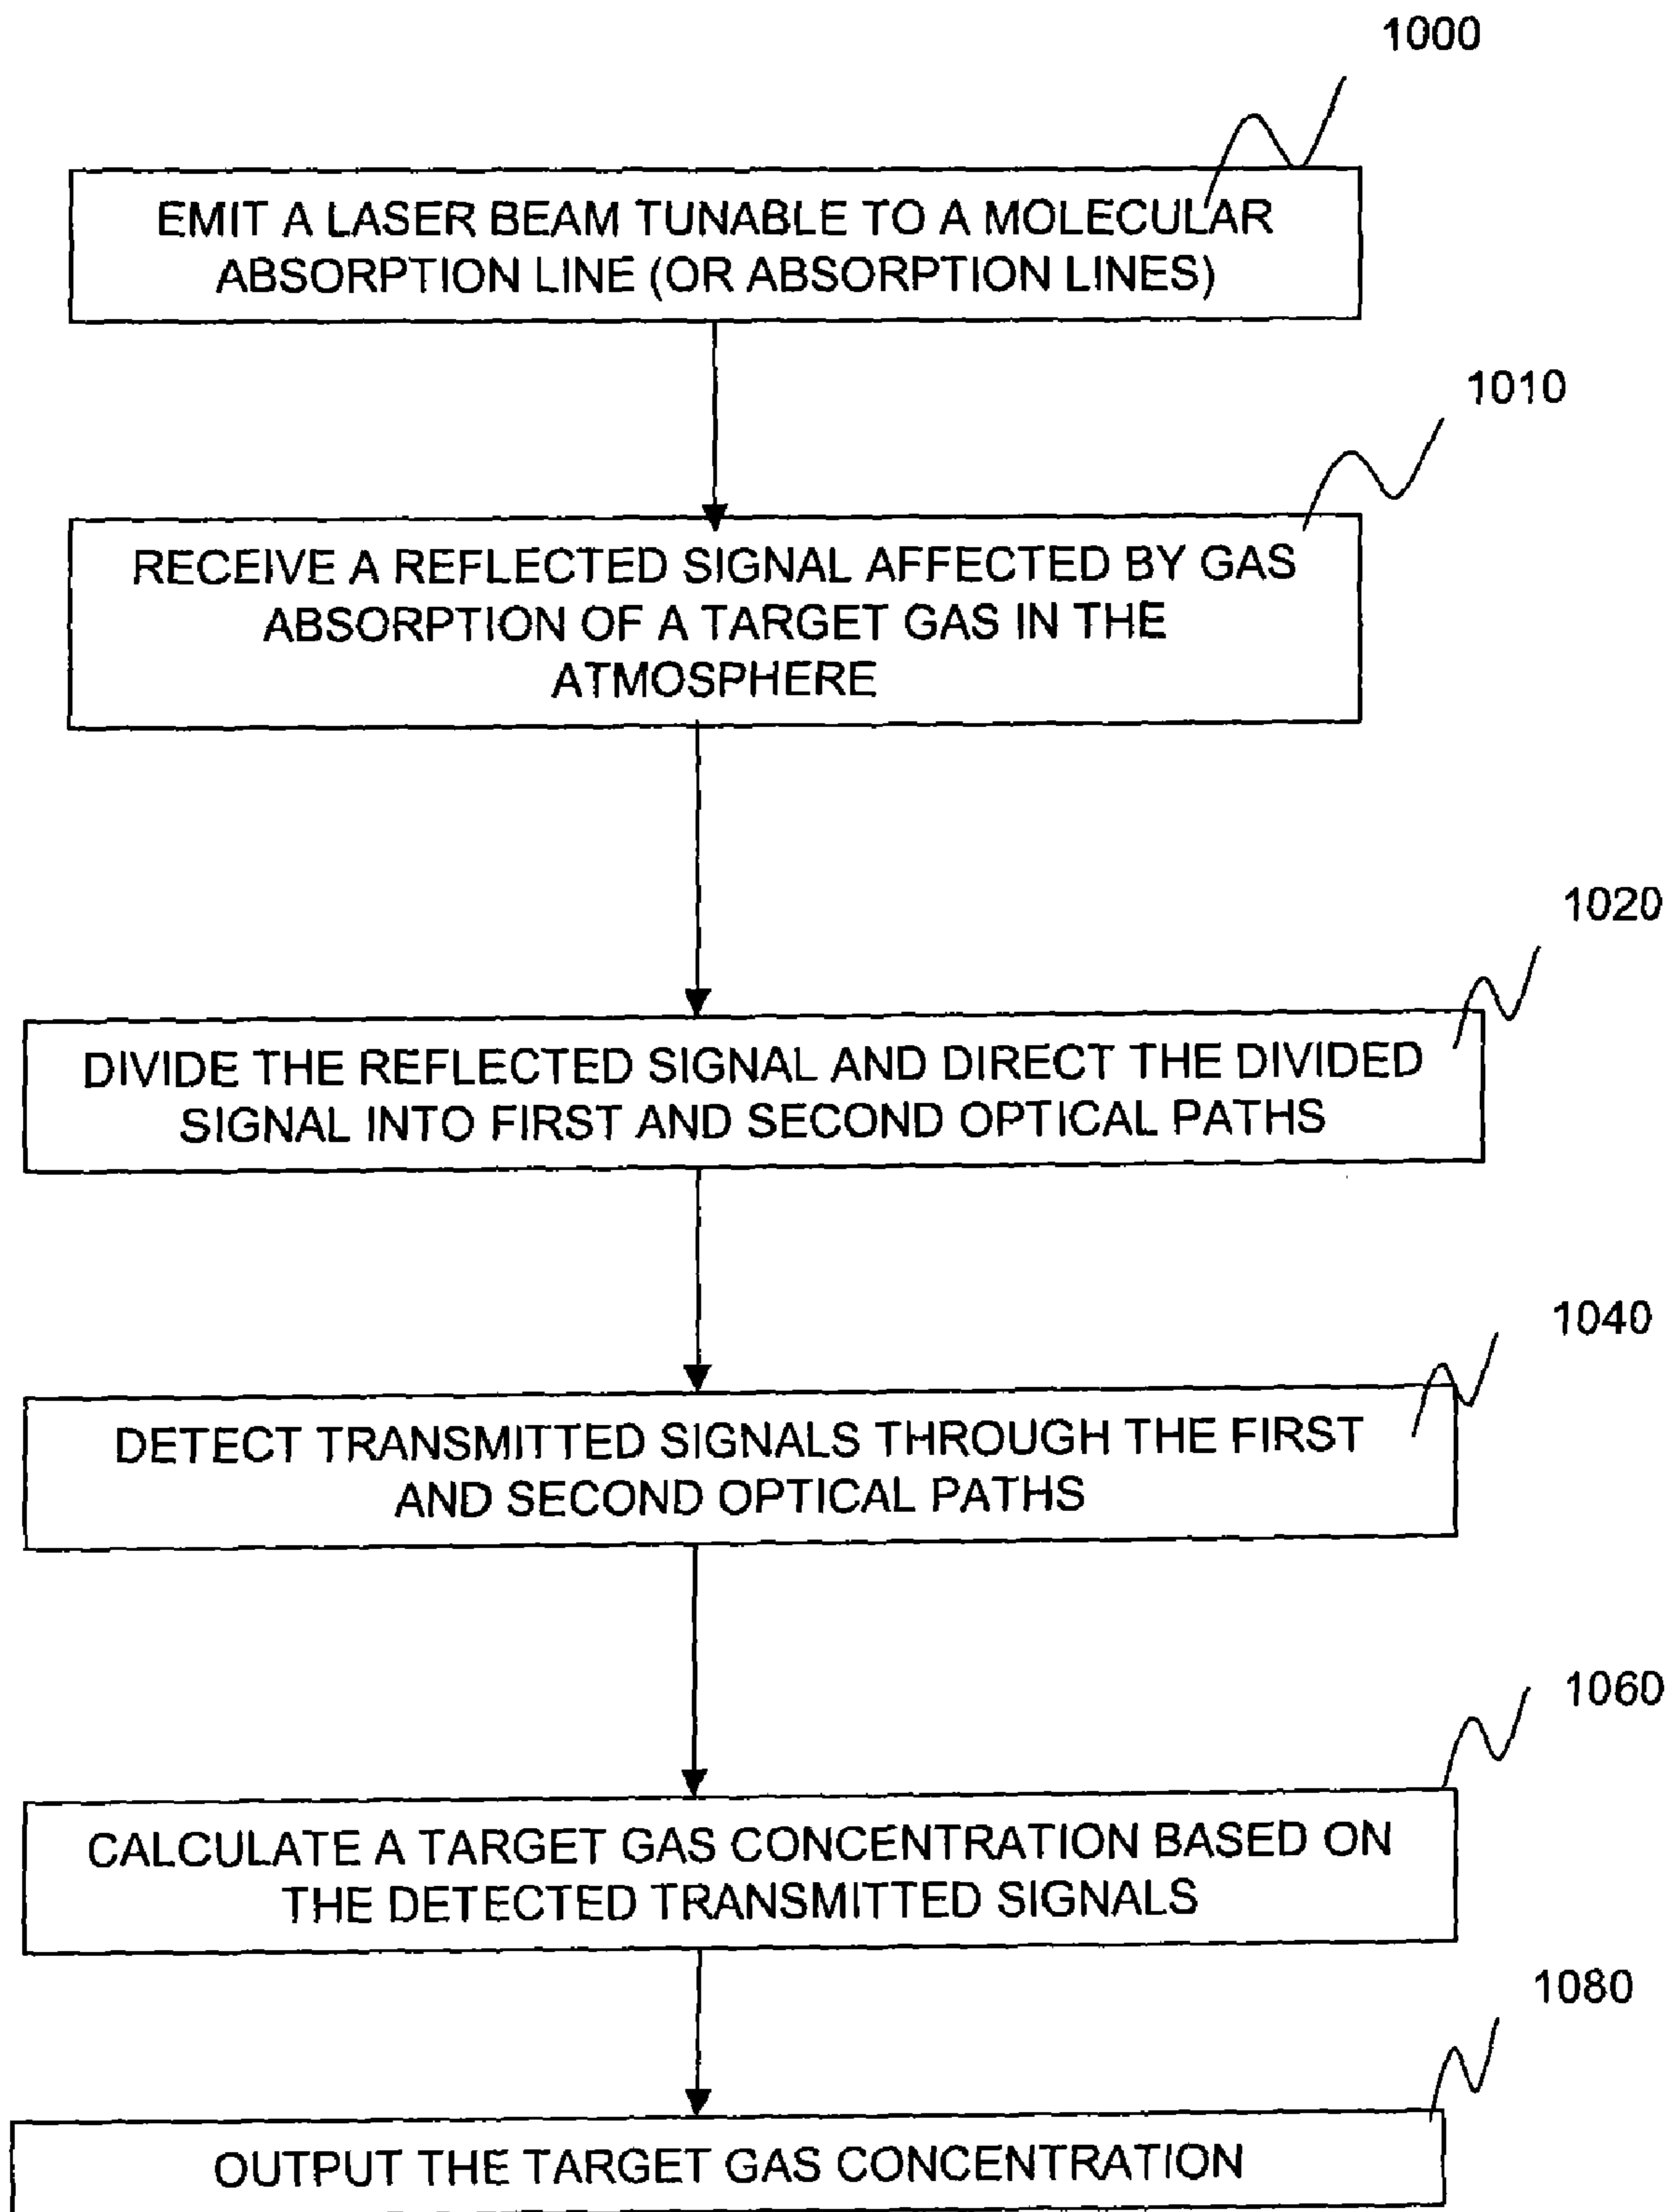 1000
EMIT A LASER BEAM TUNABLE TO A MOLECULAR
ABSORPTION LINE (OR ABSORPTION LINES)
1010
RECEIVE A REFLECTED SIGNAL AFFECTED BY GAS
ABSORPTION OF A TARGET GAS IN THE
ATMOSPHERE
1020
DIVIDE THE REFLECTED SIGNAL AND DIRECT THE DIVIDED
SIGNAL INTO FIRST AND SECOND OPTICAL PATHS
1040
DETECT TRANSMITTED SIGNALS THROUGH THE FIRST
AND SECOND OPTICAL PATHS
1060
CALCULATE A TARGET GAS CONCENTRATION BASED ON
THE DETECTED TRANSMITTED SIGNALS
1080
OUTPUT THE TARGET GAS CONCENTRATION